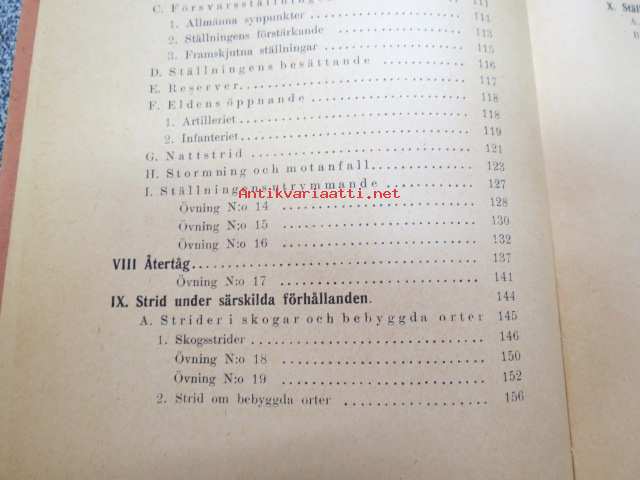 C. Försvarsställningen 111
1. Allmänna synpunkter 111
2. Ställningens förstärkande 113
3. Framskjutna ställningar 115
D. Ställningens besättande 116
E. Reserver 117
F. Eldens öppnande 118
1. Artilleriet 118
2. Infanteriet 119
G. Nattstrid 121
H. Stormning och motanfall 123
I. Ställningens utrymmande 127
Antikvariaatti.net
Övning N:o 14 128
Övning N:o 15 130
Övning N:o 16 132
VIII Återtåg 137
Övning N:o 17 141
IX. Strid under särskilda förhållanden. 144
A. Strider i skogar och bebyggda orter 145
1. Skogsstrider 146
Övning N:o 18 150
Övning N:o 19 152
2. Strid om bebyggda orter 156
X. Stäl
A
B